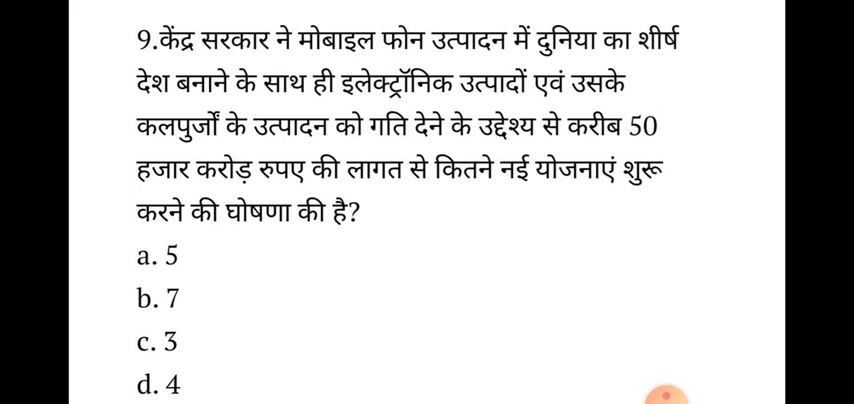 9.केंद्र सरकार ने मोबाइल फोन उत्पादन में दुनिया का शीर्ष
देश बनाने के साथ ही इलेक्ट्रॉनिक उत्पादों एवं उसके
कलपुर्जों के उत्पादन को गति देने के उद्देश्य से करीब 50
हजार करोड़ रुपए की लागत से कितने नई योजनाएं शुरू
करने की घोषणा की है?
a. 5
b. 7
c. 3
d. 4